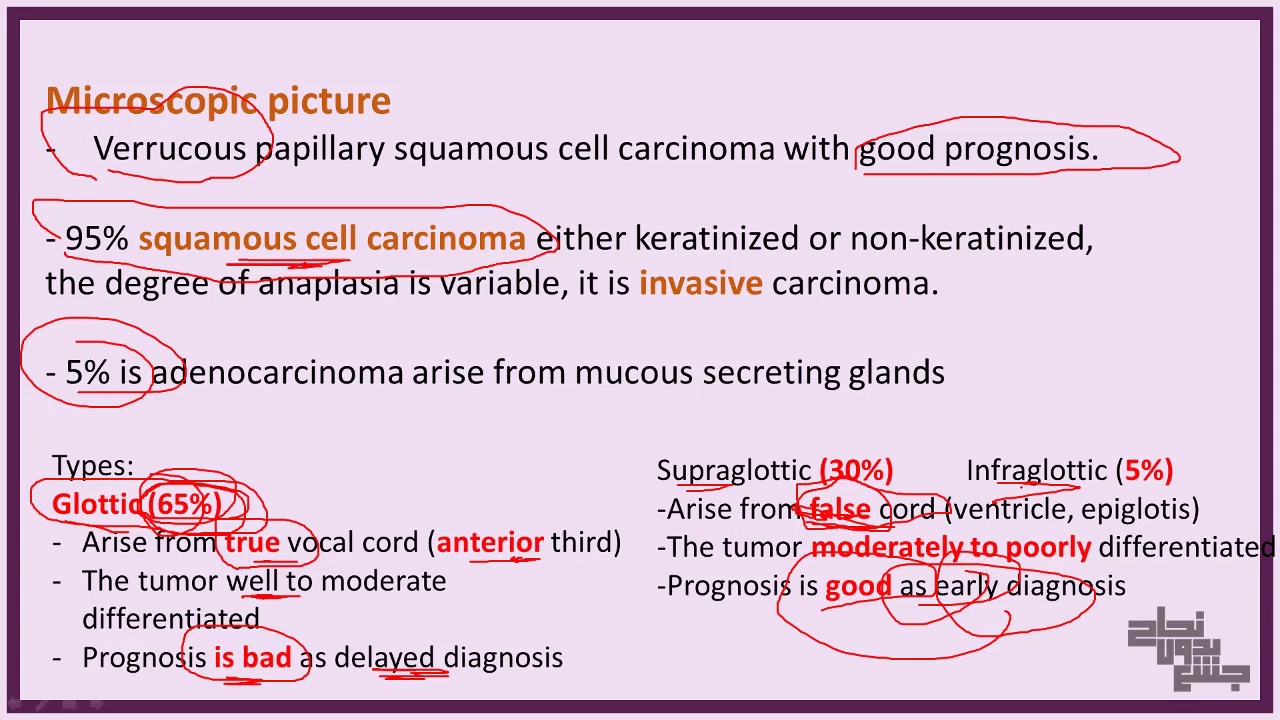 Microscopic picture
- Verrucous papillary squamous cell carcinoma with good prognosis.
- 95% squamous cell carcinoma either keratinized or non-keratinized,
the degree of anaplasia is variable, it is invasive carcinoma.
- 5% is adenocarcinoma arise from mucous secreting glands
Types:
Glottic (65%)
- Arise from true vocal cord (anterior third)
- The tumor well to moderate
differentiated
- Prognosis is bad as delayed diagnosis
Supraglottic (30%) Infraglottic (5%)
-Arise from false cord (ventricle, epiglotis)
-The tumor moderately to poorly differentiated
-Prognosis is good as early diagnosis
نجاح
بدون
جشع